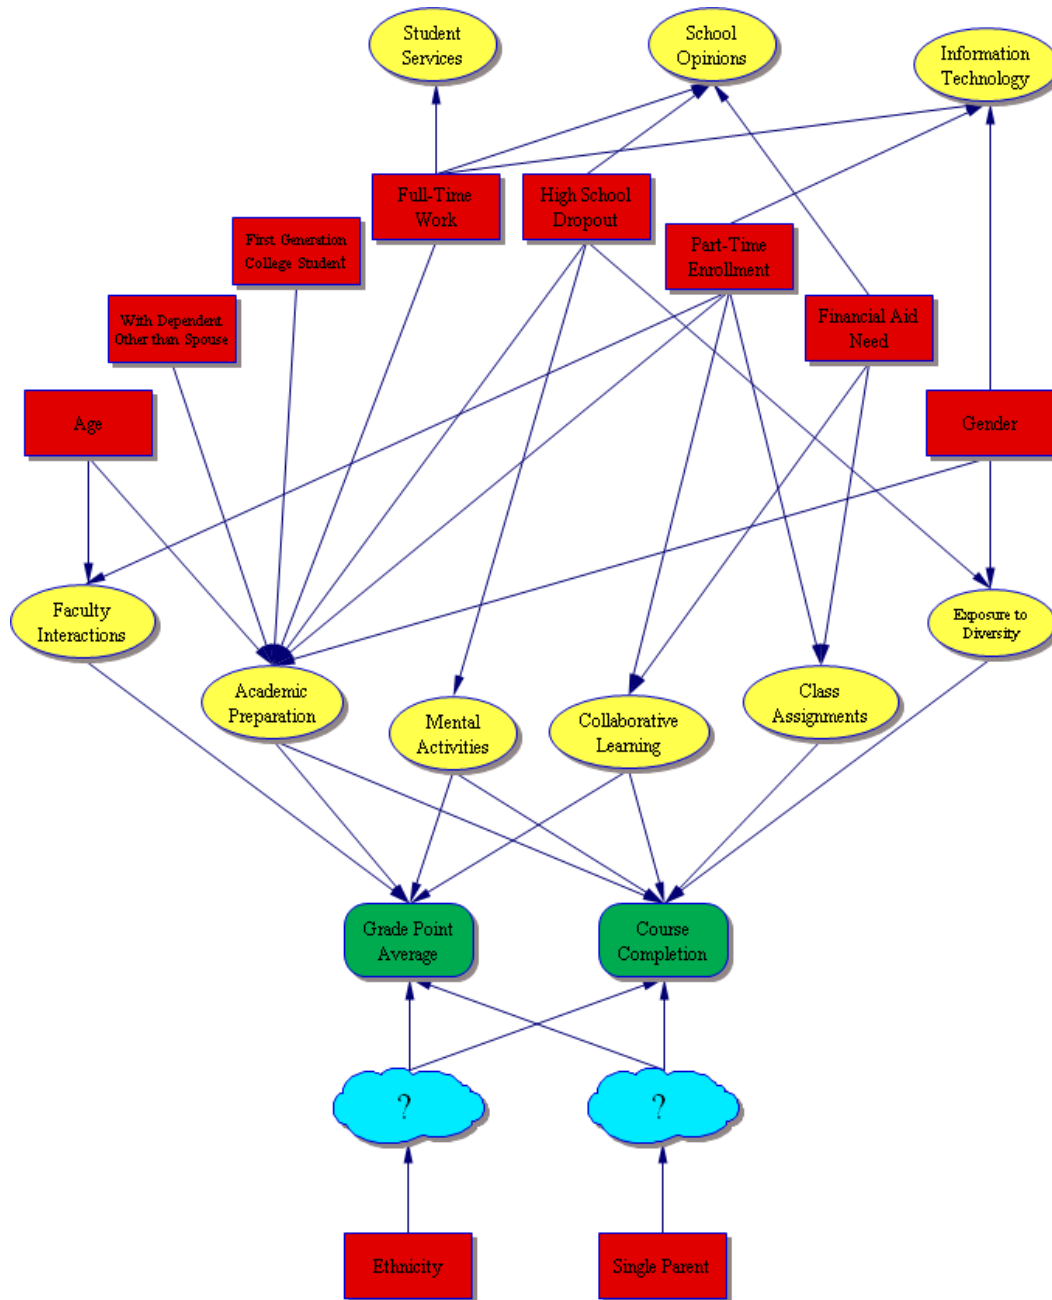 Student
Services
School
Opinions
Information
Technology
Full-Time
Work
High School
Dropout
First Generation
College Student
Part-Time
Enrollment
With Dependent
Other than Spouse
Financial Aid
Need
Age
Gender
Faculty
Interactions
Exposure to
Diversity
Academic
Preparation
Mental
Activities
Collaborative
Learning
Class
Assignments
Grade Point
Average
Course
Completion
?
?
Ethnicity
Single Parent